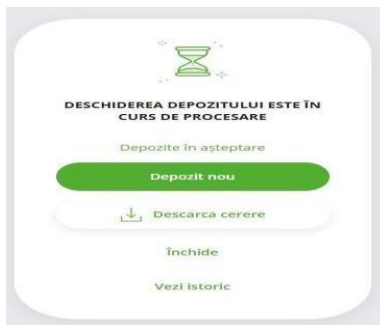 DESCHIDEREA DEPOZITULUI ESTE ÎN
CURS DE PROCESARE
Depozite în așteptare
Depozit nou
Descarca cerere
Închide
Vezi istoric